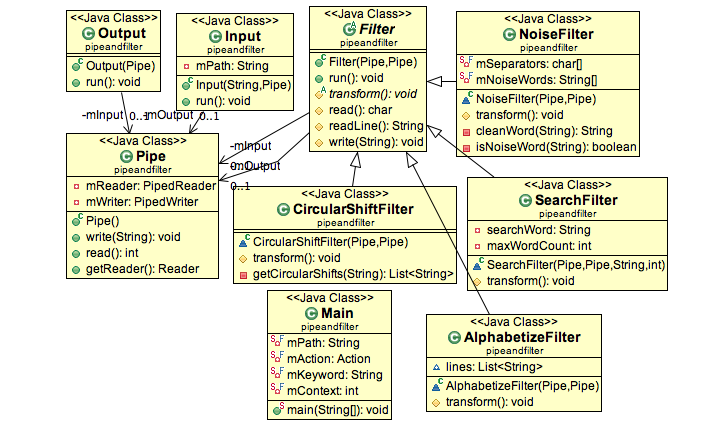 <<Java Class>>
Output
pipeandfilter
Output(Pipe)
run(): void
<<Java Class>>
Input
pipeandfilter
mPath: String
Input(String,Pipe)
run(): void
<<Java Class>>
Filter
pipeandfilter
Filter(Pipe,Pipe)
run(): void
transform(): void
read(): char
readLine(): String
write(String): void
<<Java Class>>
NoiseFilter
pipeandfilter
mSeparators: char[]
mNoiseWords: String[]
NoiseFilter(Pipe,Pipe)
transform(): void
cleanWord(String): String
isNoiseWord(String): boolean
-mInput
0..1
-mOutput
0..1
-mInput
0..1
-mOutput
0..1
<<Java Class>>
Pipe
pipeandfilter
mReader: PipedReader
mWriter: PipedWriter
Pipe()
write(String): void
read(): int
getReader(): Reader
<<Java Class>>
CircularShiftFilter
pipeandfilter
CircularShiftFilter(Pipe,Pipe)
transform(): void
getCircularShifts(String): List<String>
<<Java Class>>
SearchFilter
pipeandfilter
searchWord: String
maxWordCount: int
SearchFilter(Pipe,Pipe,String,int)
transform(): void
<<Java Class>>
Main
pipeandfilter
mPath: String
mAction: Action
mKeyword: String
mContext: int
main(String[]): void
<<Java Class>>
AlphabetizeFilter
pipeandfilter
lines: List<String>
AlphabetizeFilter(Pipe,Pipe)
transform(): void